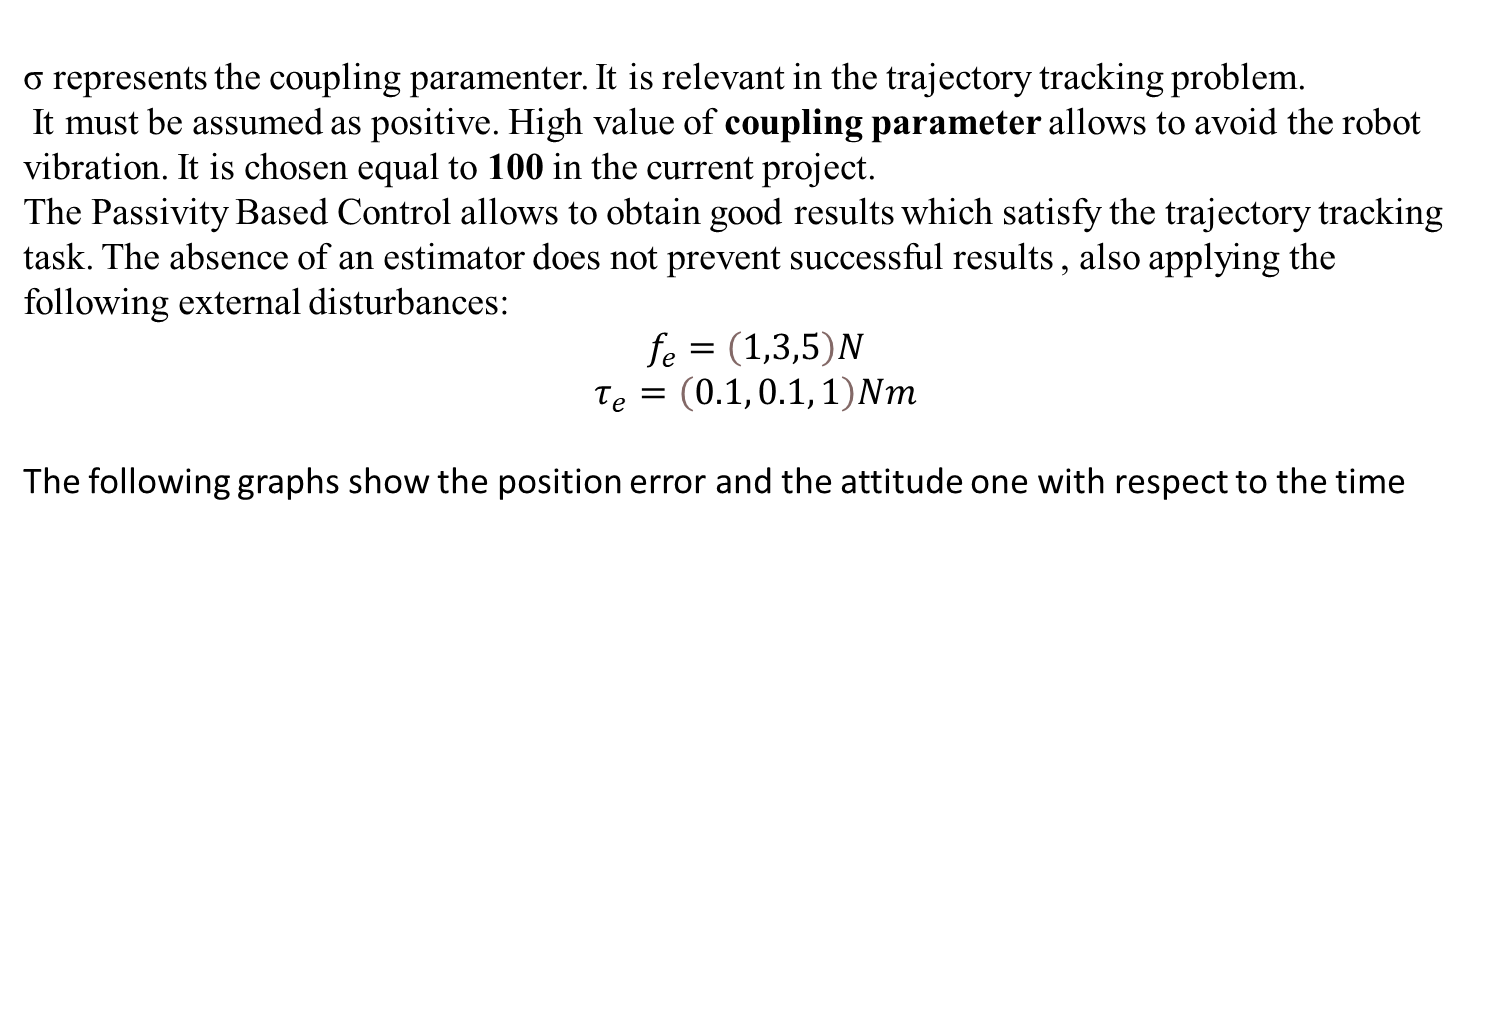 σ represents the coupling paramenter. It is relevant in the trajectory tracking problem.
It must be assumed as positive. High value of coupling parameter allows to avoid the robot
vibration. It is chosen equal to 100 in the current project.
The Passivity Based Control allows to obtain good results which satisfy the trajectory tracking
task. The absence of an estimator does not prevent successful results , also applying the
following external disturbances:
𝑓ₑ = (1,3,5)𝑁
𝜏ₑ = (0.1, 0.1, 1)𝑁𝑚
The following graphs show the position error and the attitude one with respect to the time